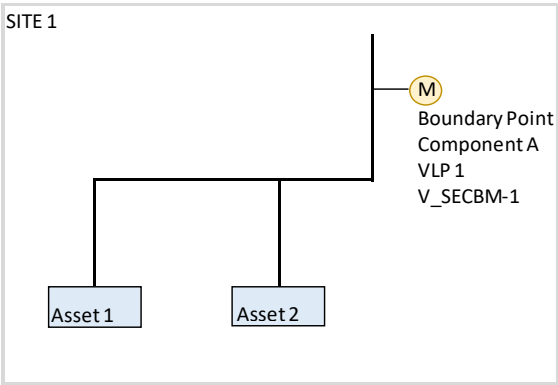 SITE 1
M
Boundary Point
Component A
VLP 1
V_SECBM-1
Asset 1
Asset 2